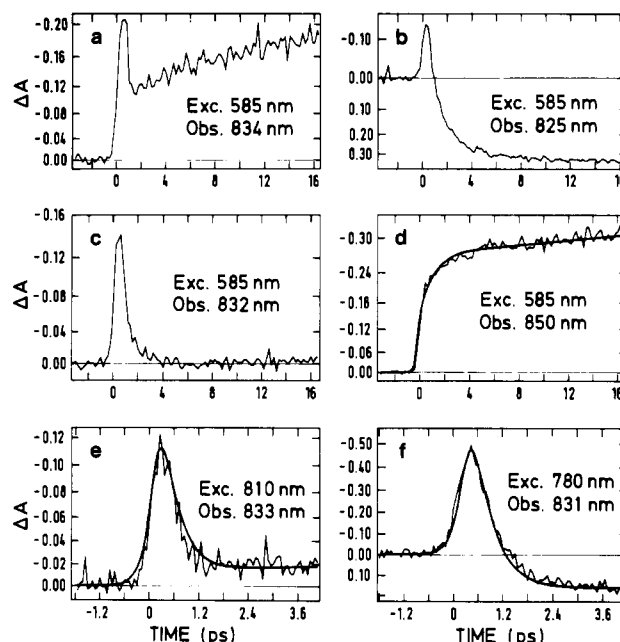 a
Exc. 585 nm
Obs. 834 nm
ΔA
-0.20
-0.16
-0.12
-0.08
-0.04
0.00
0 4 8 12 16
b
Exc. 585 nm
Obs. 825 nm
-0.10
0.00
0.10
0.20
0.30
0 4 8 12 16
c
Exc. 585 nm
Obs. 832 nm
ΔA
-0.16
-0.12
-0.08
-0.04
0.00
0 4 8 12 16
d
Exc. 585 nm
Obs. 850 nm
-0.30
-0.26
-0.16
-0.12
-0.06
0.00
0 4 8 12 16
e
Exc. 810 nm
Obs. 833 nm
ΔA
-0.12
-0.10
-0.08
-0.06
-0.04
-0.02
0.00
-1.2 0 1.2 2.4 3.6
TIME (ps)
f
Exc. 780 nm
Obs. 831 nm
-0.50
-0.40
-0.30
-0.20
-0.10
0.00
0.10
-1.2 0 1.2 2.4 3.6
TIME (ps)